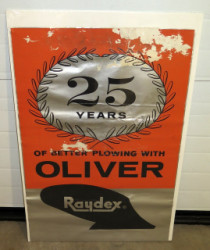 25
YEARS
OF BETTER PLOWING WITH
OLIVER
Raydex®